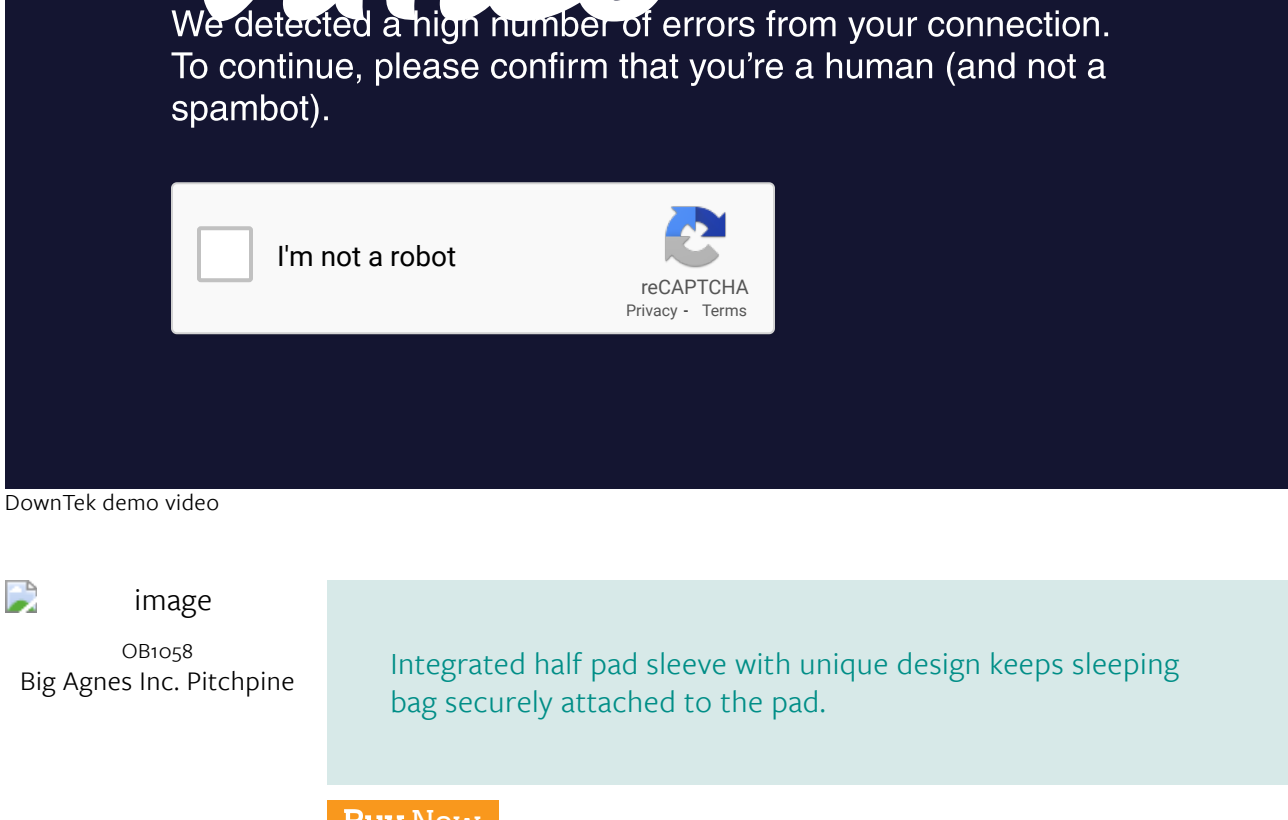 We detected a high number of errors from your connection.
To continue, please confirm that you’re a human (and not a
spambot).
I'm not a robot
reCAPTCHA
Privacy - Terms
DownTek demo video
image
OB1058
Big Agnes Inc. Pitchpine
Integrated half pad sleeve with unique design keeps sleeping
bag securely attached to the pad.
Buy Now